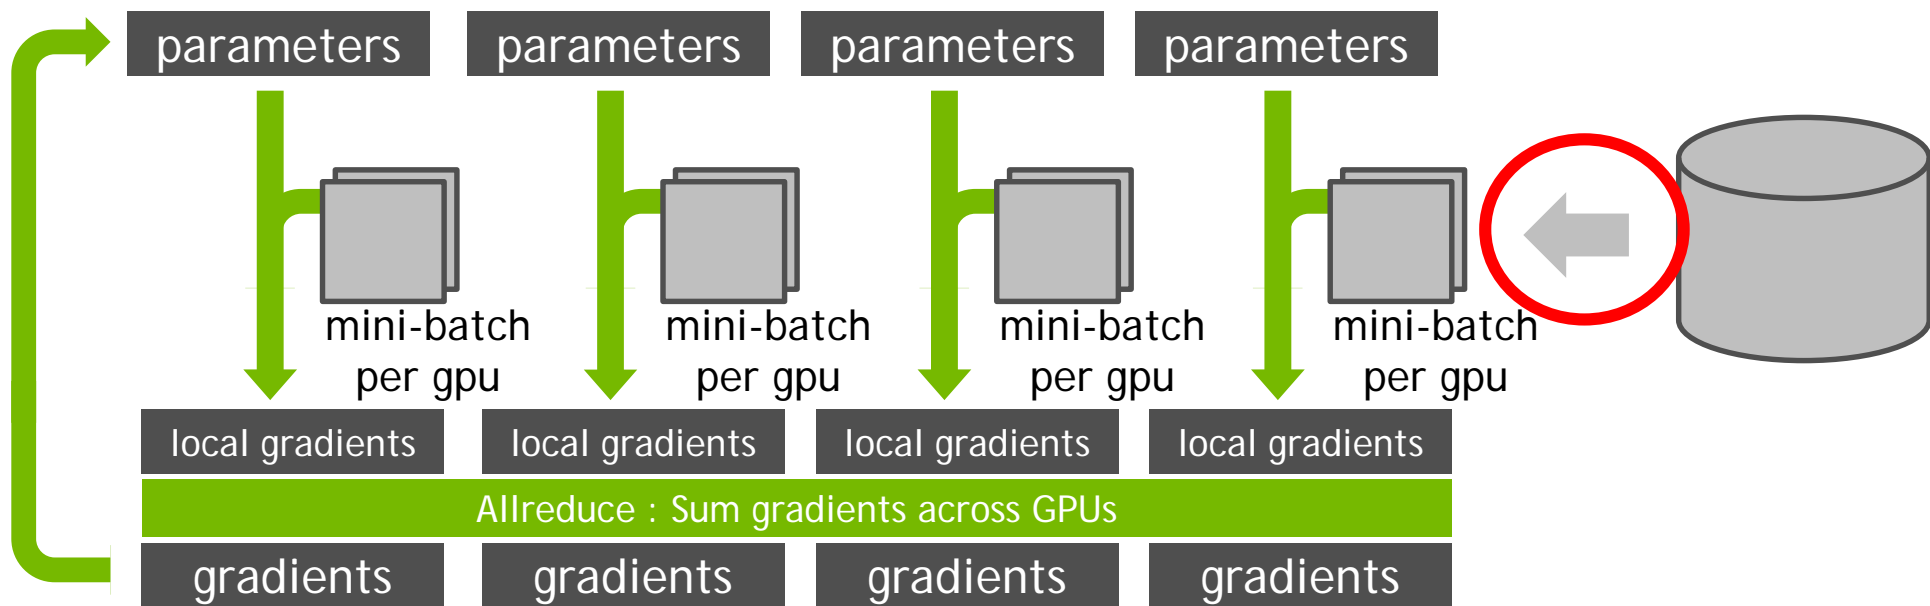 parameters parameters parameters parameters
mini-batch mini-batch mini-batch mini-batch
per gpu per gpu per gpu per gpu
local gradients local gradients local gradients local gradients
Allreduce : Sum gradients across GPUs
gradients gradients gradients gradients